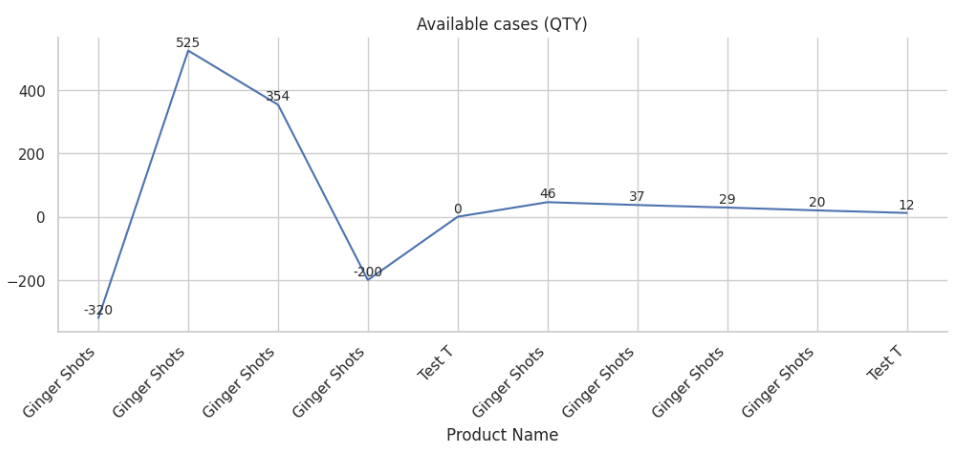 Available cases (QTY)
525
400
354
200
46
37
29
20
12
0
0
-200
−200
-320
Ginger Shots
Ginger Shots
Ginger Shots
Ginger Shots
Test T
Ginger Shots
Ginger Shots
Ginger Shots
Ginger Shots
Test T
Product Name